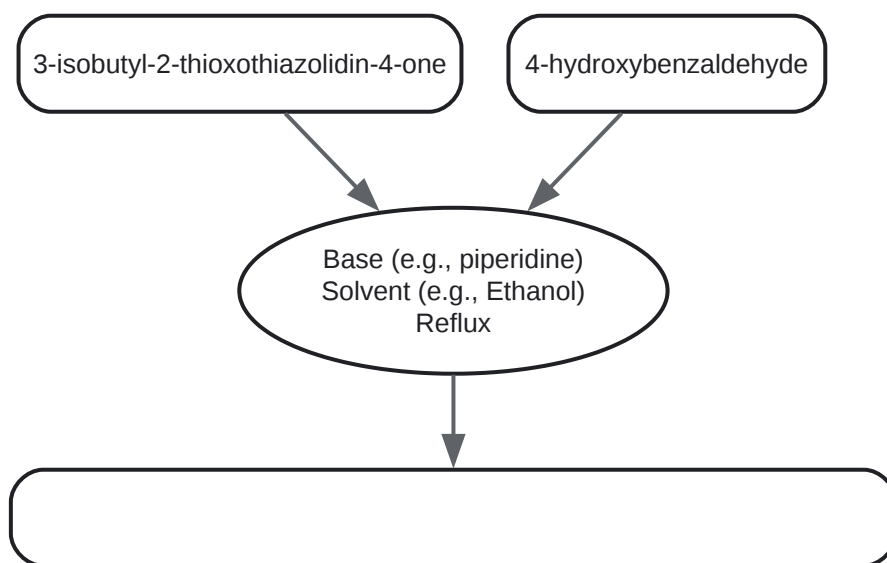 3-isobutyl-2-thioxothiazolidin-4-one
4-hydroxybenzaldehyde
Base (e.g., piperidine)
Solvent (e.g., Ethanol)
Reflux